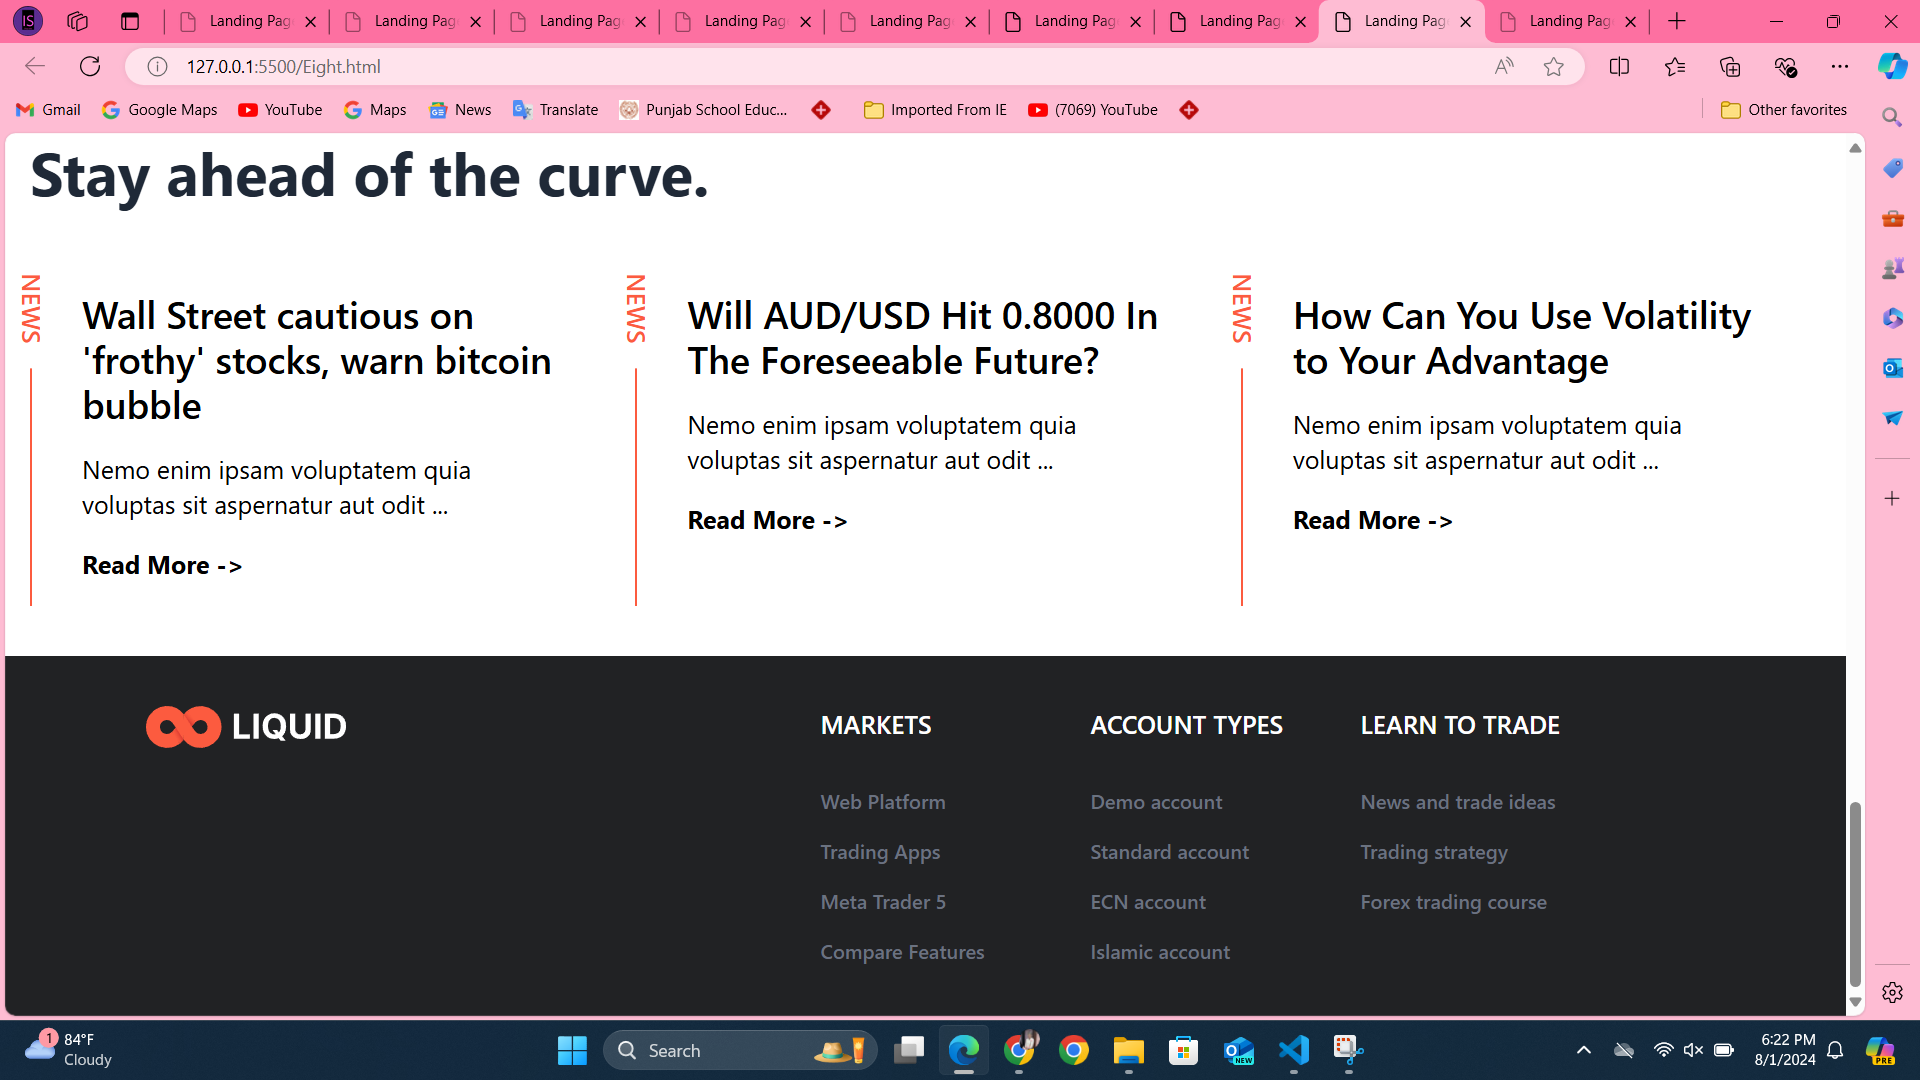 Landing Pag
Landing Pag
Landing Pag
Landing Pag
Landing Pag
Landing Pag
Landing Pag
Landing Pag
Landing Pag
127.0.0.1:5500/Eight.html
Gmail
Google Maps
YouTube
Maps
News
Translate
Punjab School Educ...
Imported From IE
(7069) YouTube
Other favorites
Stay ahead of the curve.
NEWS
Wall Street cautious on
'frothy' stocks, warn bitcoin
bubble
Nemo enim ipsam voluptatem quia
voluptas sit aspernatur aut odit ...
Read More ->
NEWS
Will AUD/USD Hit 0.8000 In
The Foreseeable Future?
Nemo enim ipsam voluptatem quia
voluptas sit aspernatur aut odit ...
Read More ->
NEWS
How Can You Use Volatility
to Your Advantage
Nemo enim ipsam voluptatem quia
voluptas sit aspernatur aut odit ...
Read More ->
LIQUID
MARKETS
Web Platform
Trading Apps
Meta Trader 5
Compare Features
ACCOUNT TYPES
Demo account
Standard account
ECN account
Islamic account
LEARN TO TRADE
News and trade ideas
Trading strategy
Forex trading course
1
84°F
Cloudy
Search
NEW
6:22 PM
8/1/2024
PRE